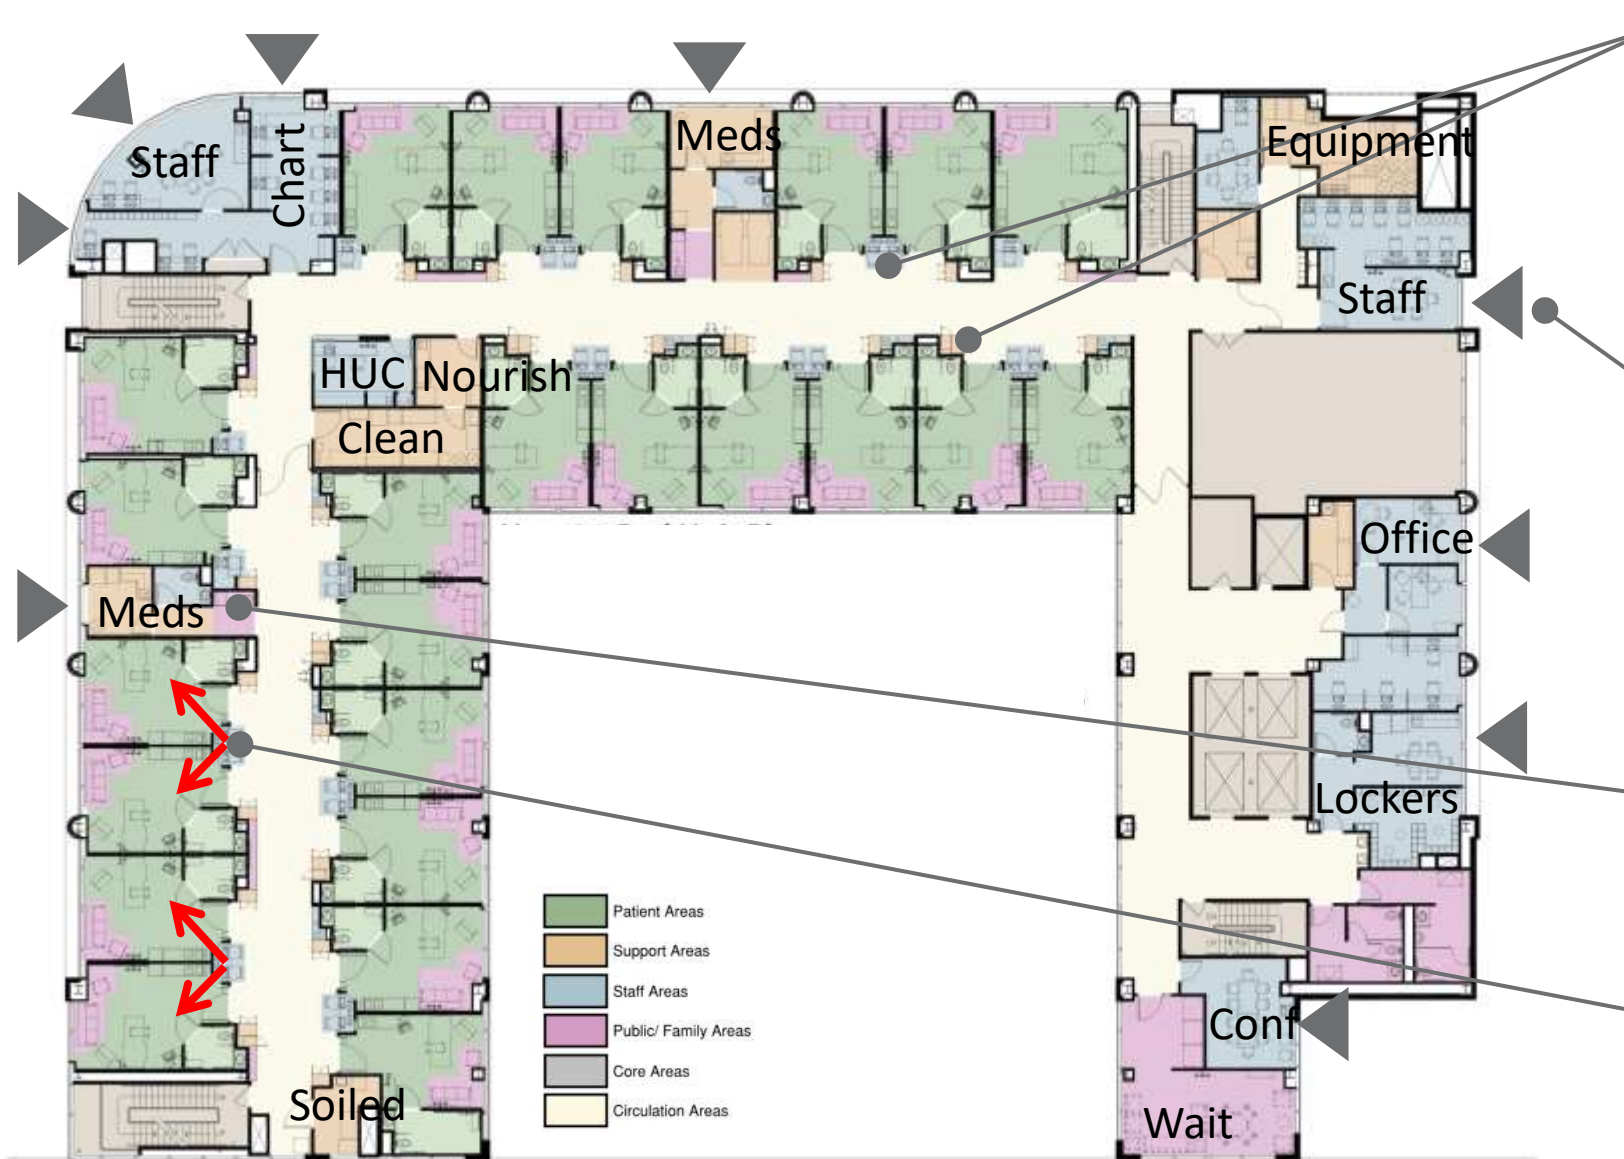 Staff
Chart
Meds
Equipment
Staff
HUC
Nourish
Clean
Office
Meds
Lockers
Patient Areas
Support Areas
Staff Areas
Public/ Family Areas
Core Areas
Circulation Areas
Conf
Soiled
Wait